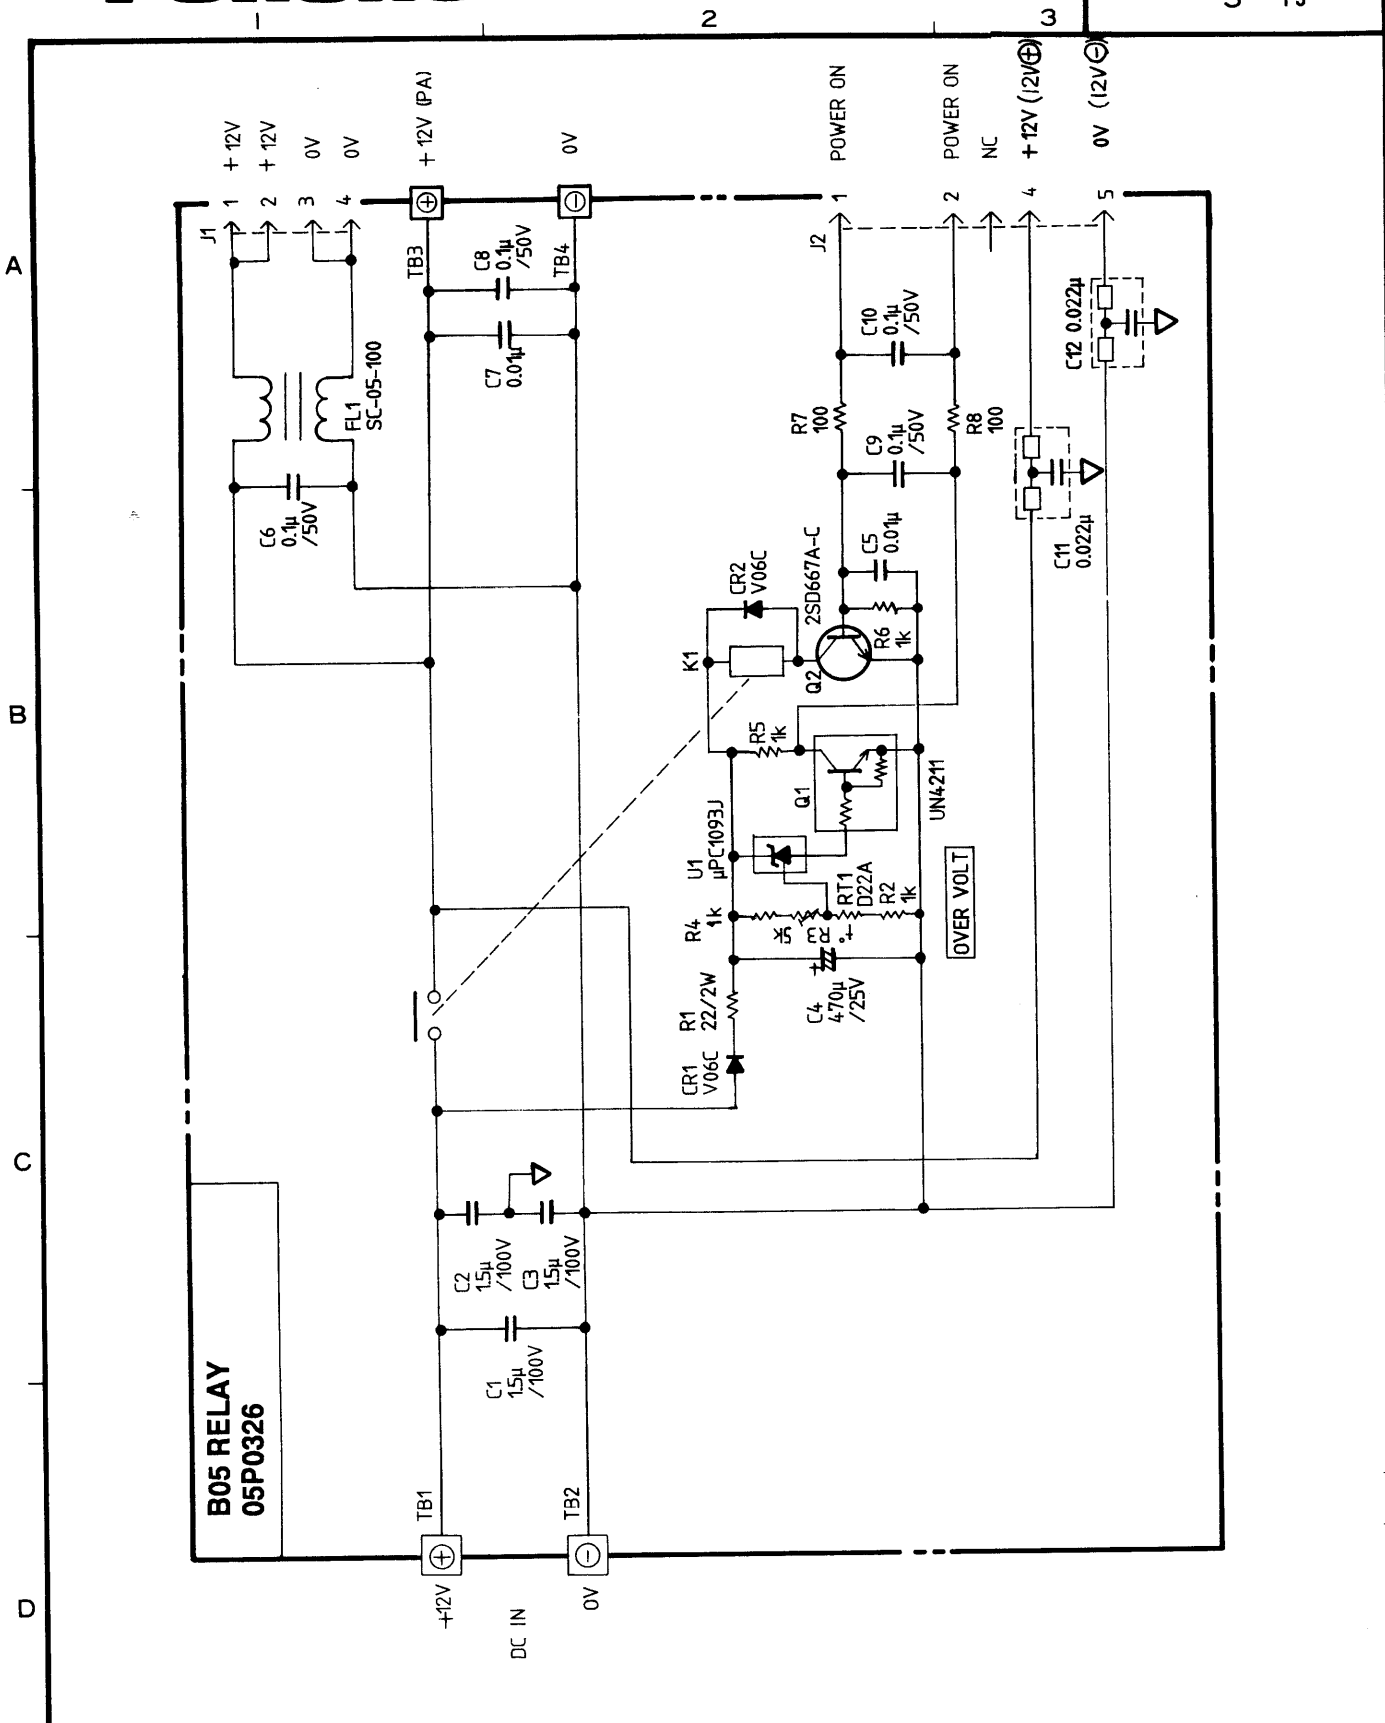 1
2
3
A
B
C
D
+12V
+12V
0V
0V
+12V (PA)
0V
POWER ON
POWER ON
NC
+12V (12V⊕)
0V (12V⊖)
J1
1
2
3
4
TB3
TB4
J2
1
2
4
5
C8
0.1µ
/50V
C7
0.01µ
FL1
SC-05-100
C6
0.1µ
/50V
C10
0.1µ
/50V
R7
100
C9
0.1µ
/50V
R8
100
C12 0.022µ
C11
0.022µ
C5
0.01µ
2SD667A-C
CR2
V06C
K1
Q2
R6
1k
R5
1k
Q1
UN4211
U1
µPC1093J
R4
1k
R3
5k
RT1
D22A
R2
1k
+°
OVER VOLT
R1
22/2W
+
C4
470µ
/25V
CR1
V06C
C2
1.5µ
/100V
C3
1.5µ
/100V
C1
1.5µ
/100V
B05 RELAY
05P0326
TB1
TB2
+12V
DC IN
0V